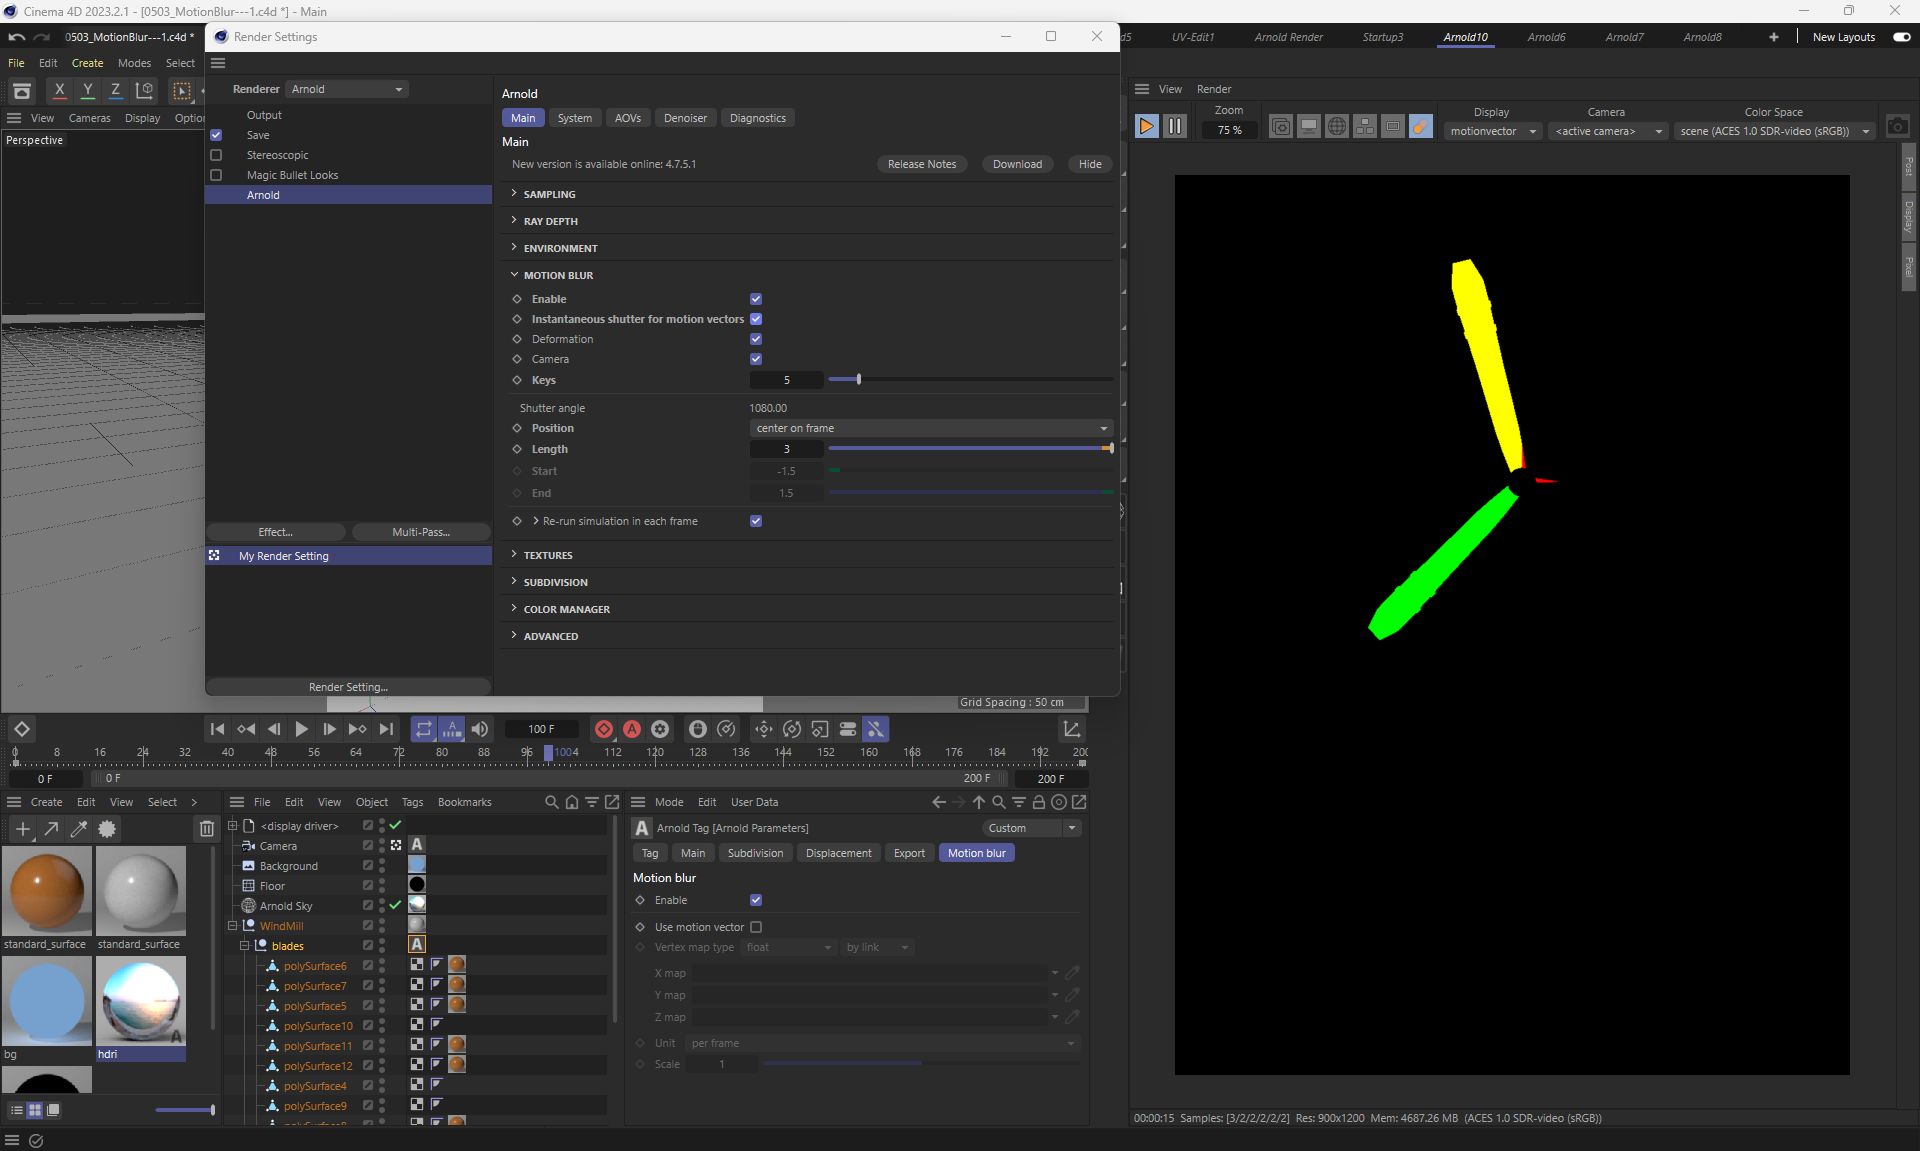 Cinema 4D 2023.2.1 - [0503_MotionBlur---1.c4d *] - Main
0503_MotionBlur---1.c4d *
Render Settings
d5 UV-Edit1 Arnold Render Startup3 Arnold10 Arnold6 Arnold7 Arnold8 + New Layouts
File Edit Create Modes Select
X Y Z
View Cameras Display Optio
Perspective
Renderer Arnold
Output
Save
Stereoscopic
Magic Bullet Looks
Arnold
Effect... Multi-Pass...
My Render Setting
Render Setting...
Arnold
Main System AOVs Denoiser Diagnostics
Main
New version is available online: 4.7.5.1 Release Notes Download Hide
SAMPLING
RAY DEPTH
ENVIRONMENT
MOTION BLUR
Enable
Instantaneous shutter for motion vectors
Deformation
Camera
Keys 5
Shutter angle 1080.00
Position center on frame
Length 3
Start -1.5
End 1.5
Re-run simulation in each frame
TEXTURES
SUBDIVISION
COLOR MANAGER
ADVANCED
View Render
Zoom Display Camera Color Space
75 % motionvector <active camera> scene (ACES 1.0 SDR-video (sRGB))
Post
Display
Pixel
Grid Spacing : 50 cm
100 F
0 8 16 24 32 40 48 56 64 72 80 88 96 1004 112 120 128 136 144 152 160 168 176 184 192 200
0 F 0 F 200 F 200 F
Create Edit View Select
standard_surface standard_surface
bg hdri
File Edit View Object Tags Bookmarks
<display driver>
Camera
Background
Floor
Arnold Sky
WindMill
blades
polySurface6
polySurface7
polySurface5
polySurface10
polySurface11
polySurface12
polySurface4
polySurface9
polySurface8
Mode Edit User Data
Arnold Tag [Arnold Parameters] Custom
Tag Main Subdivision Displacement Export Motion blur
Motion blur
Enable
Use motion vector
Vertex map type float by link
X map
Y map
Z map
Unit per frame
Scale 1
00:00:15 Samples: [3/2/2/2/2/2] Res: 900x1200 Mem: 4687.26 MB (ACES 1.0 SDR-video (sRGB))